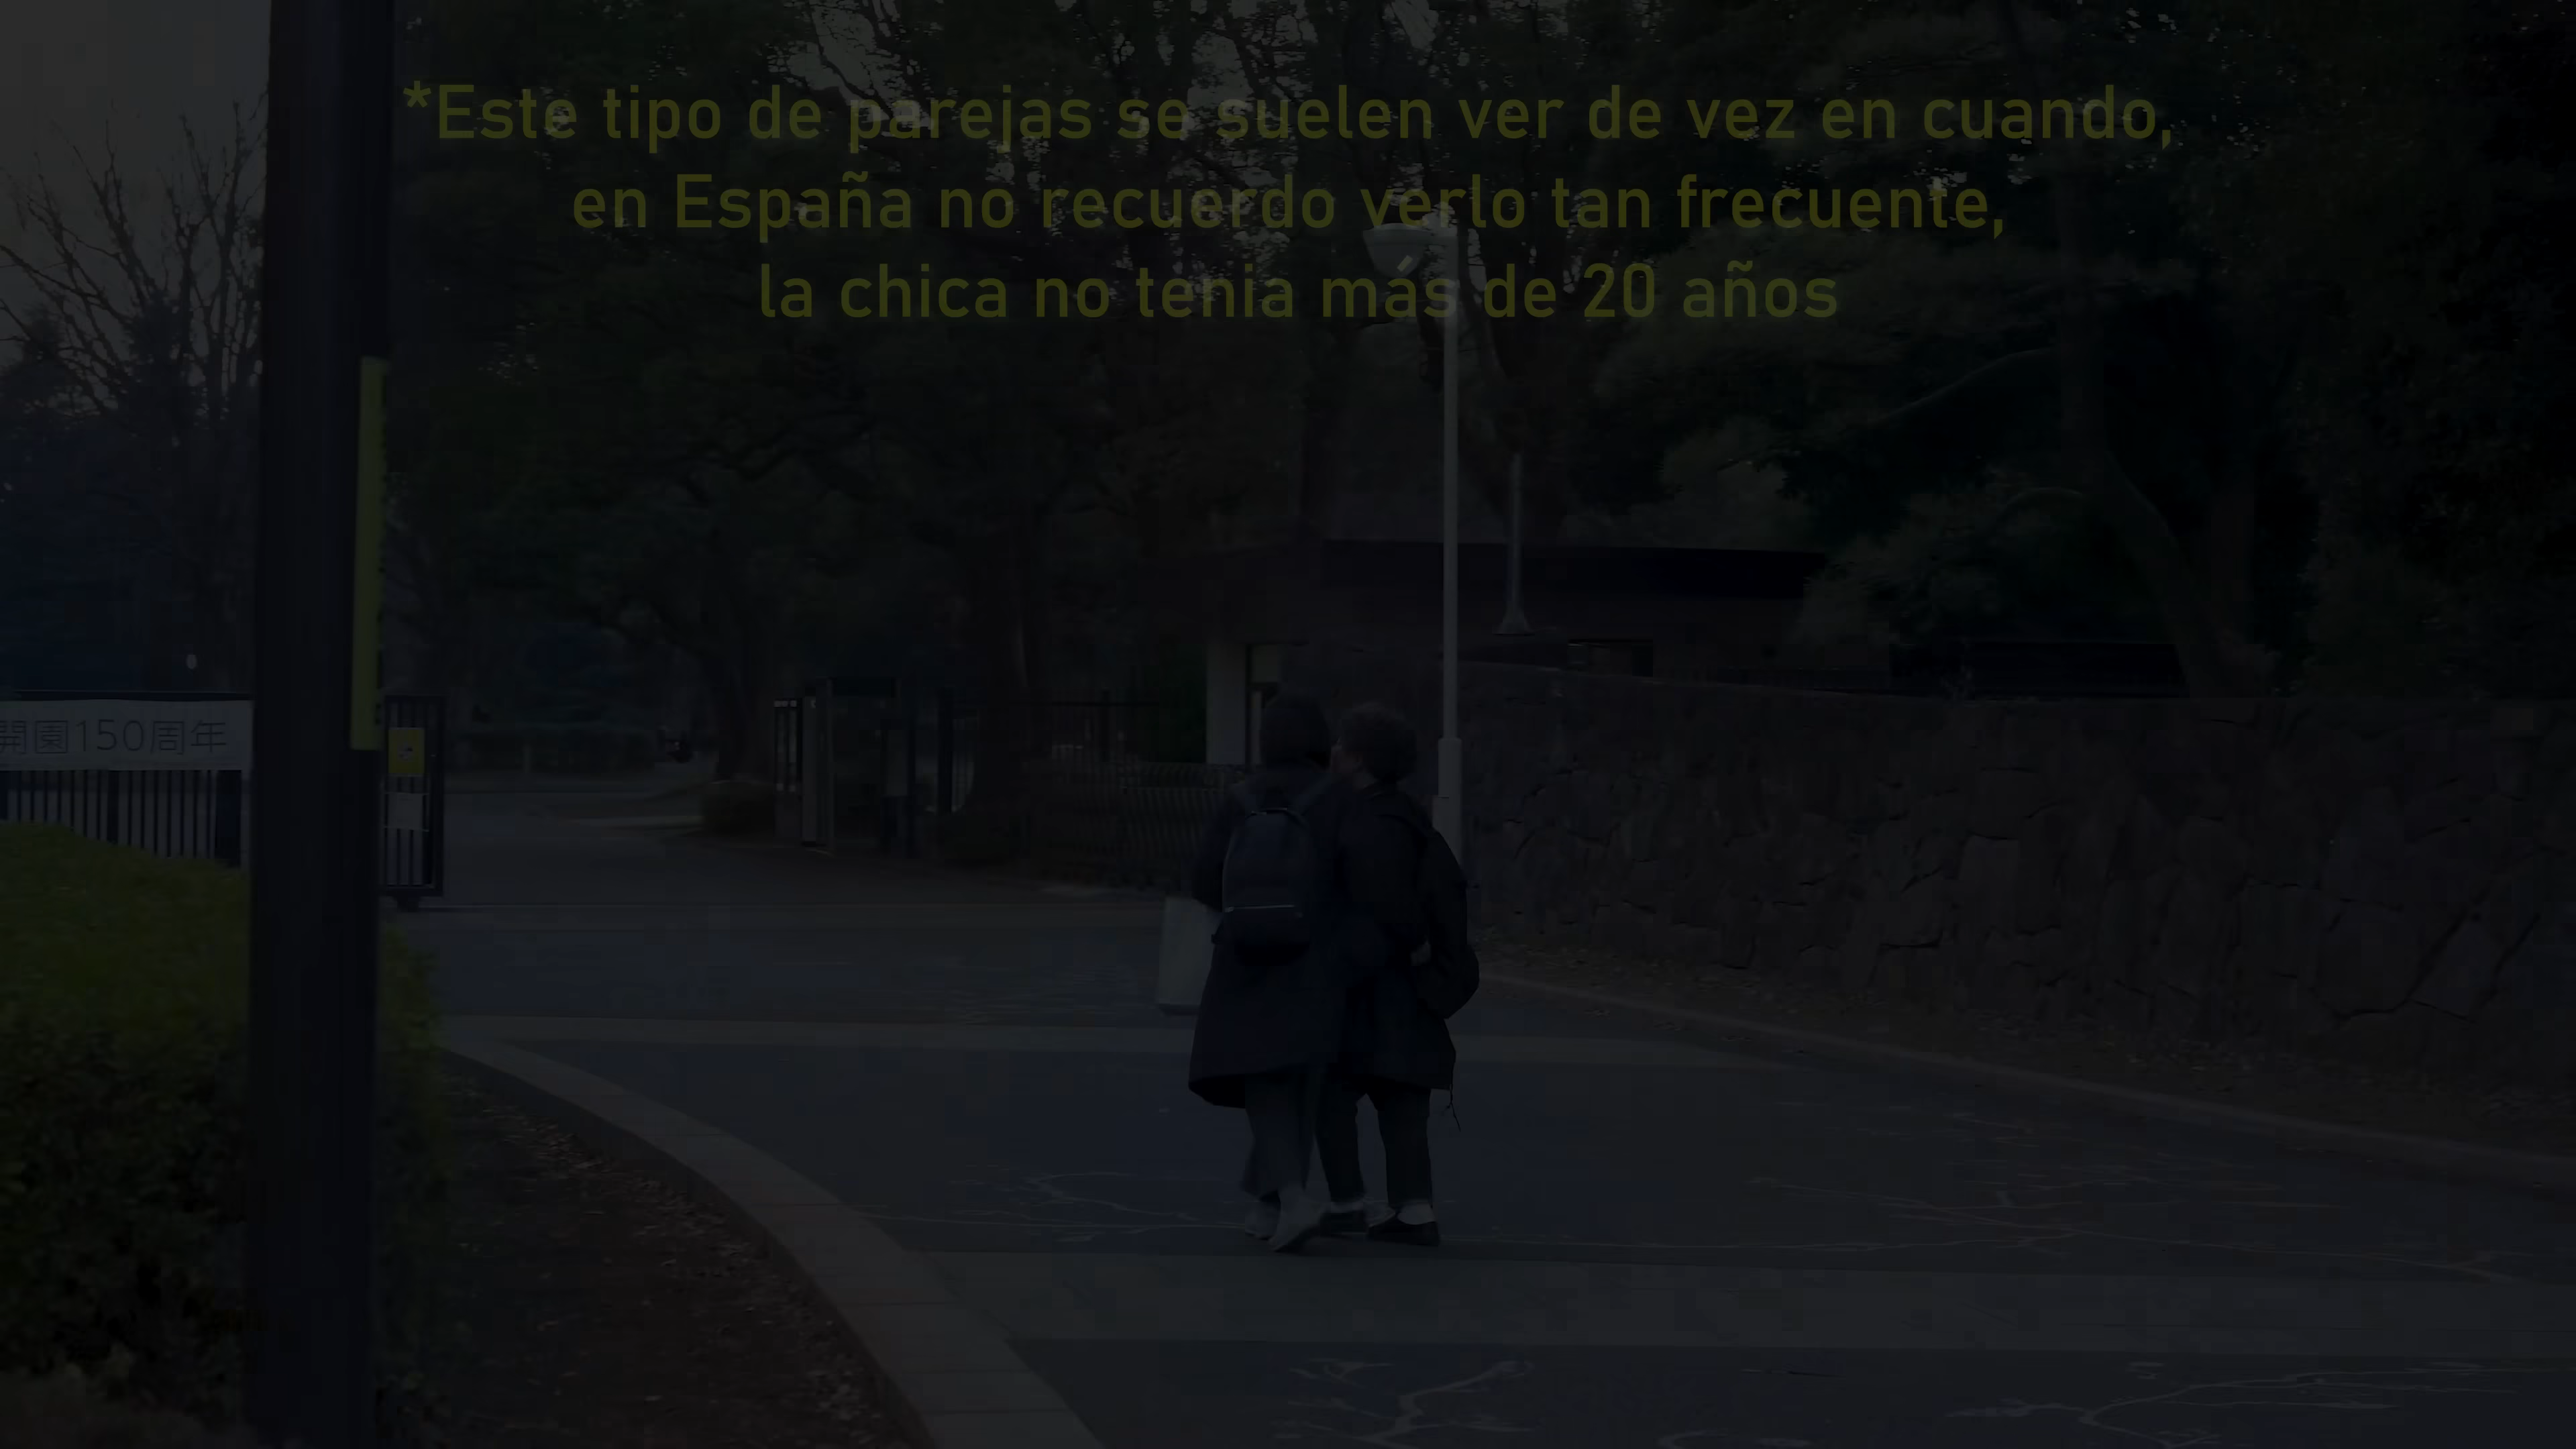 *Este tipo de parejas se suelen ver de vez en cuando,
en España no recuerdo verlo tan frecuente,
la chica no tenia más de 20 años
開園150周年